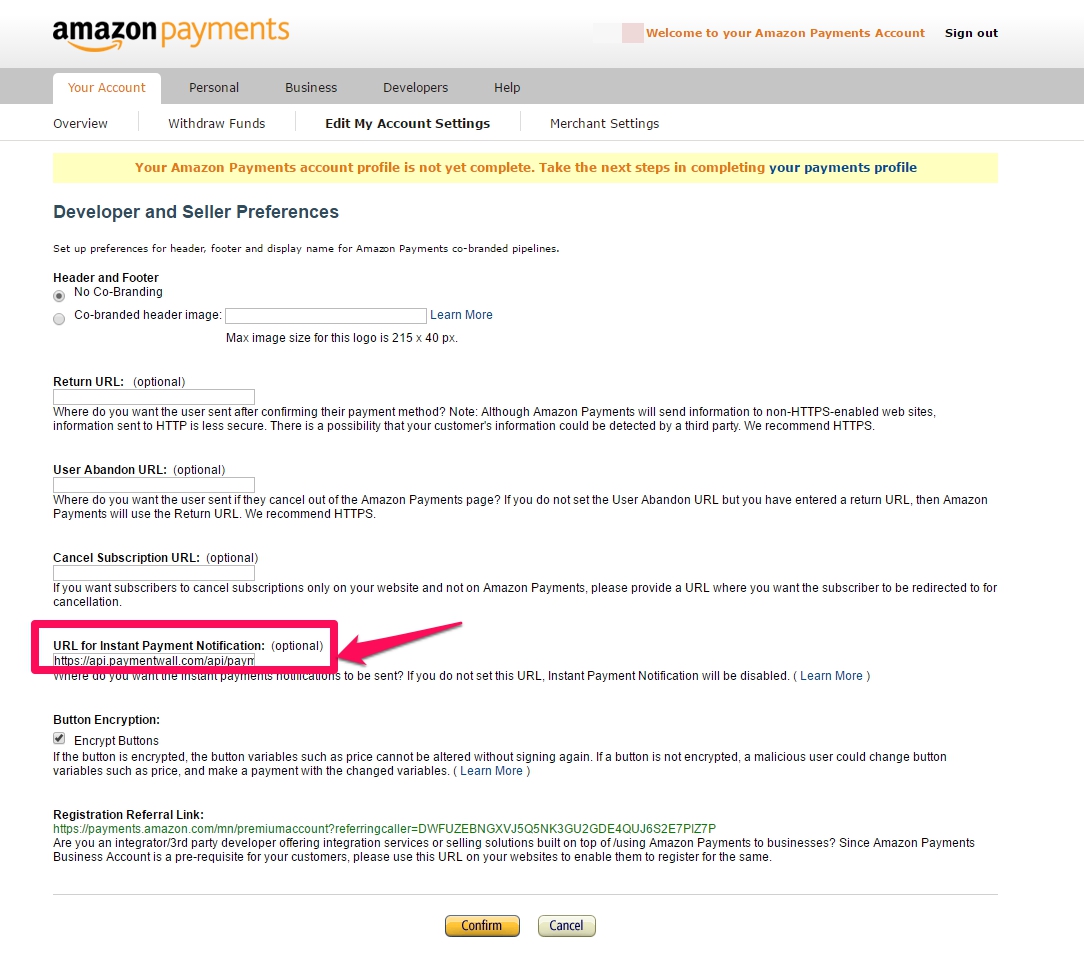 amazonpayments
Welcome to your Amazon Payments Account Sign out
Your Account Personal Business Developers Help
Overview Withdraw Funds Edit My Account Settings Merchant Settings
Your Amazon Payments account profile is not yet complete. Take the next steps in completing your payments profile
Developer and Seller Preferences
Set up preferences for header, footer and display name for Amazon Payments co-branded pipelines.
Header and Footer
No Co-Branding
Co-branded header image: Learn More
Max image size for this logo is 215 x 40 px.
Return URL: (optional)
Where do you want the user sent after confirming their payment method? Note: Although Amazon Payments will send information to non-HTTPS-enabled web sites,
information sent to HTTP is less secure. There is a possibility that your customer's information could be detected by a third party. We recommend HTTPS.
User Abandon URL: (optional)
Where do you want the user sent if they cancel out of the Amazon Payments page? If you do not set the User Abandon URL but you have entered a return URL, then Amazon
Payments will use the Return URL. We recommend HTTPS.
Cancel Subscription URL: (optional)
If you want subscribers to cancel subscriptions only on your website and not on Amazon Payments, please provide a URL where you want the subscriber to be redirected to for
cancellation.
URL for Instant Payment Notification: (optional)
https://api.paymentwall.com/api/paym
Where do you want the instant payments notifications to be sent? If you do not set this URL, Instant Payment Notification will be disabled. ( Learn More )
Button Encryption:
Encrypt Buttons
If the button is encrypted, the button variables such as price cannot be altered without signing again. If a button is not encrypted, a malicious user could change button
variables such as price, and make a payment with the changed variables. ( Learn More )
Registration Referral Link:
https://payments.amazon.com/mn/premiumaccount?referringcaller=DWFUZEBNGXVJ5Q5NK3GU2GDE4QUJ6S2E7PIZ7P
Are you an integrator/3rd party developer offering integration services or selling solutions built on top of /using Amazon Payments to businesses? Since Amazon Payments
Business Account is a pre-requisite for your customers, please use this URL on your websites to enable them to register for the same.
Confirm Cancel